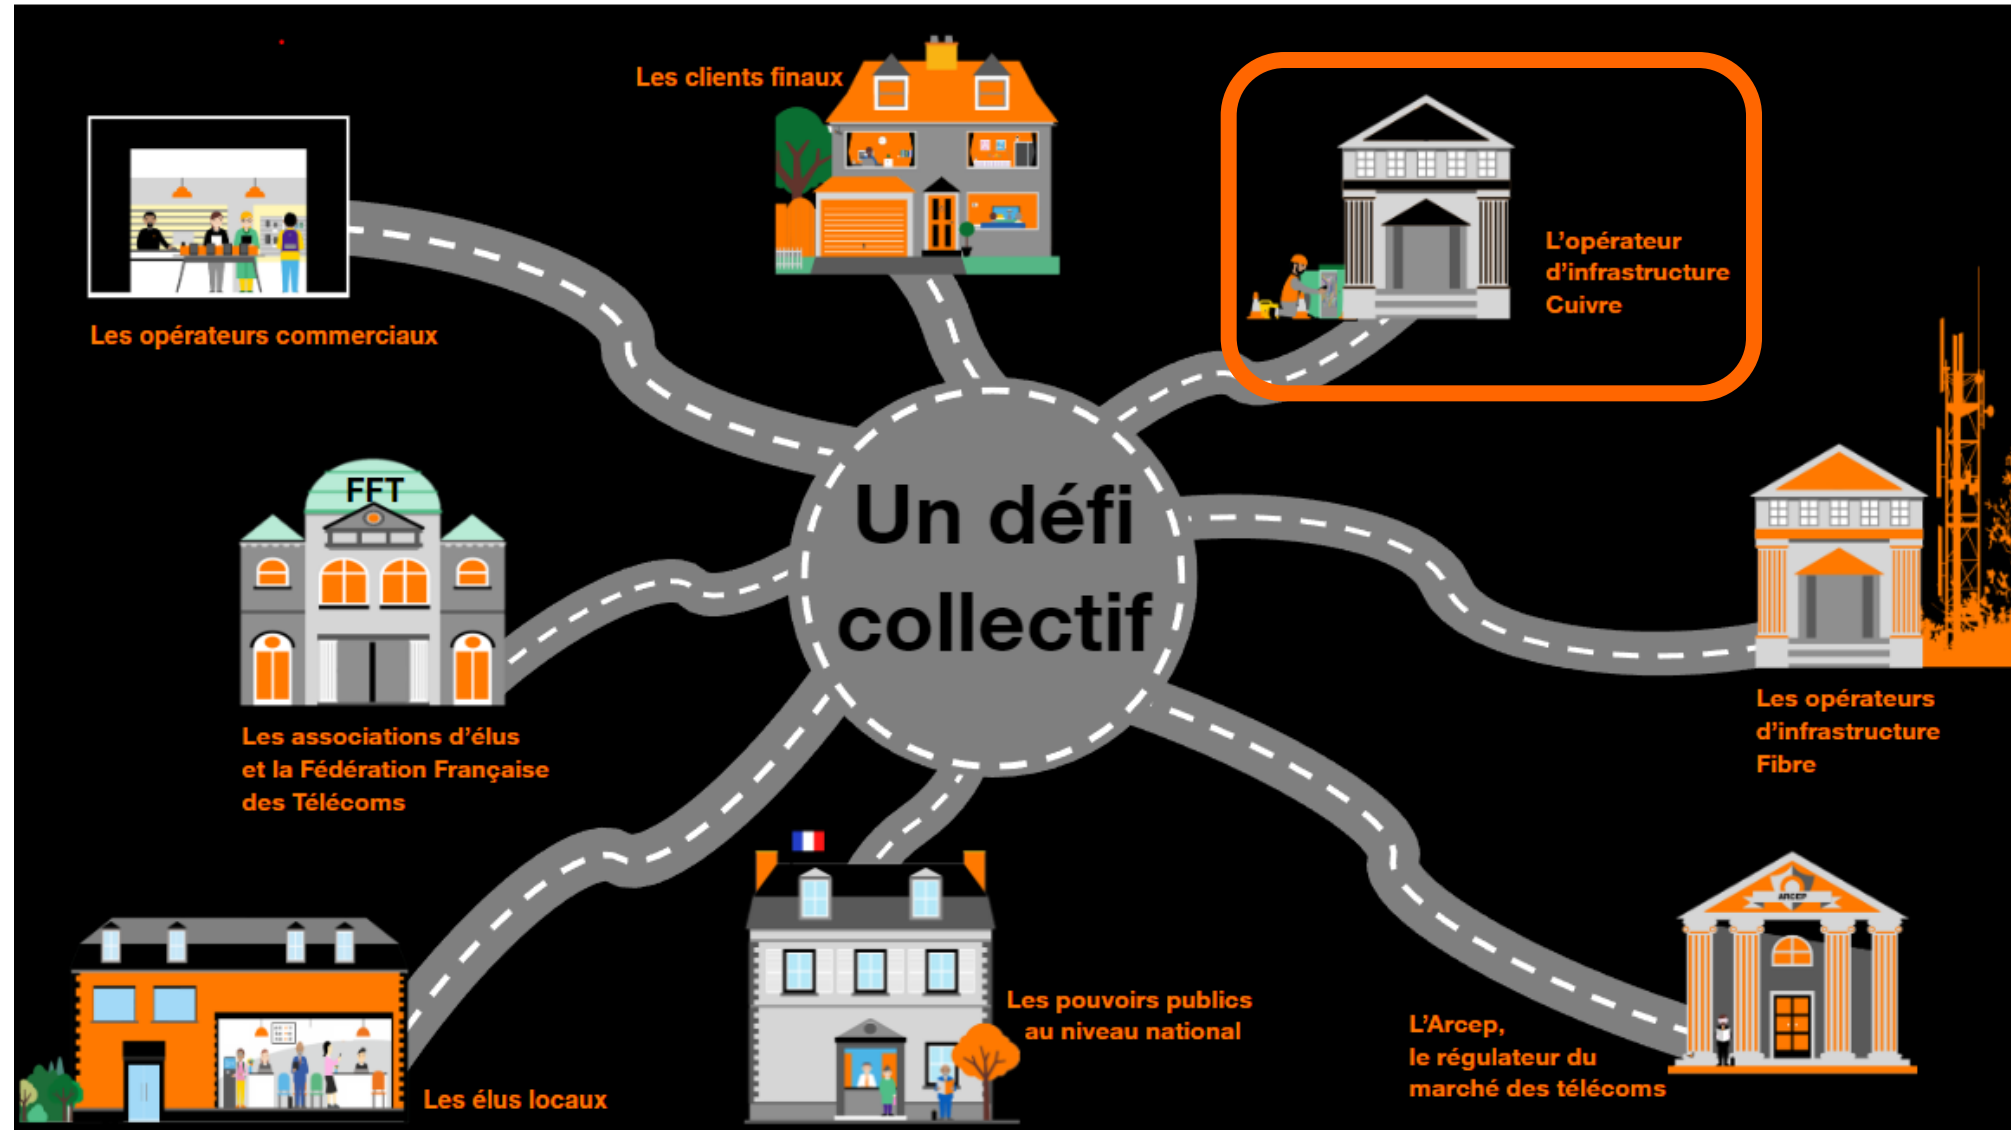 Les clients finaux
L'opérateur
d'infrastructure
Cuivre
Les opérateurs commerciaux
FFT
Un défi
collectif
Les associations d'élus
et la Fédération Française
des Télécoms
Les opérateurs
d'infrastructure
Fibre
ARCEP
Les pouvoirs publics
au niveau national
L'Arcep,
le régulateur du
marché des télécoms
Les élus locaux